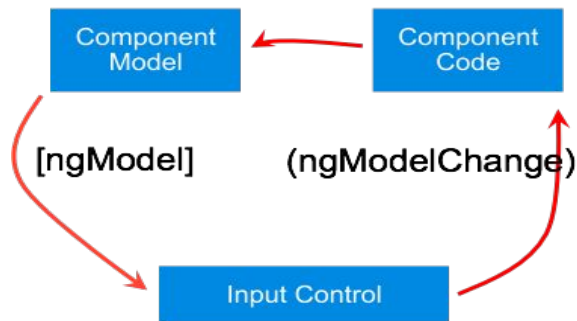 Component
Model
Component
Code
[ngModel]
(ngModelChange)
Input Control